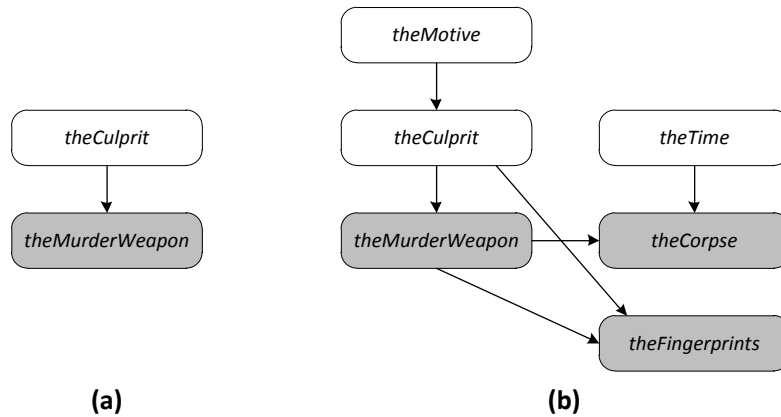 theMotive
theCulprit
theCulprit
theTime
theMurderWeapon
theMurderWeapon
theCorpse
theFingerprints
(a)
(b)